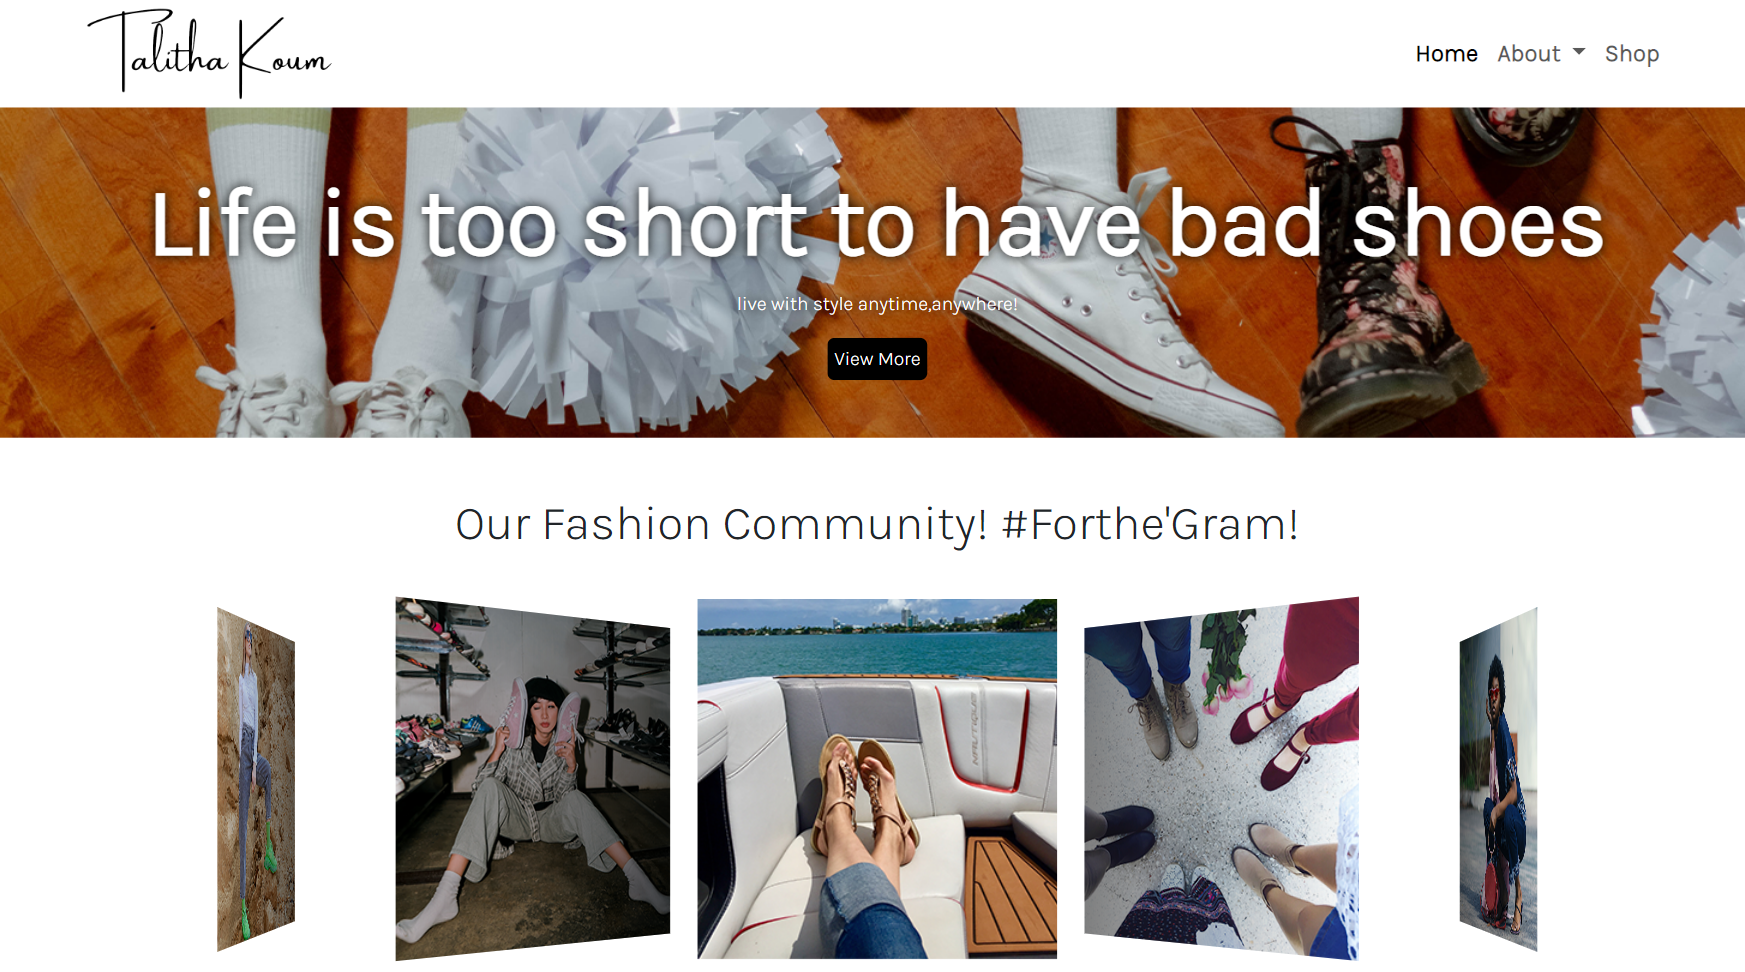 Talitha Koum
Home About Shop
Life is too short to have bad shoes
live with style anytime,anywhere!
View More
Our Fashion Community! #Forthe'Gram!
NAUTIQUE